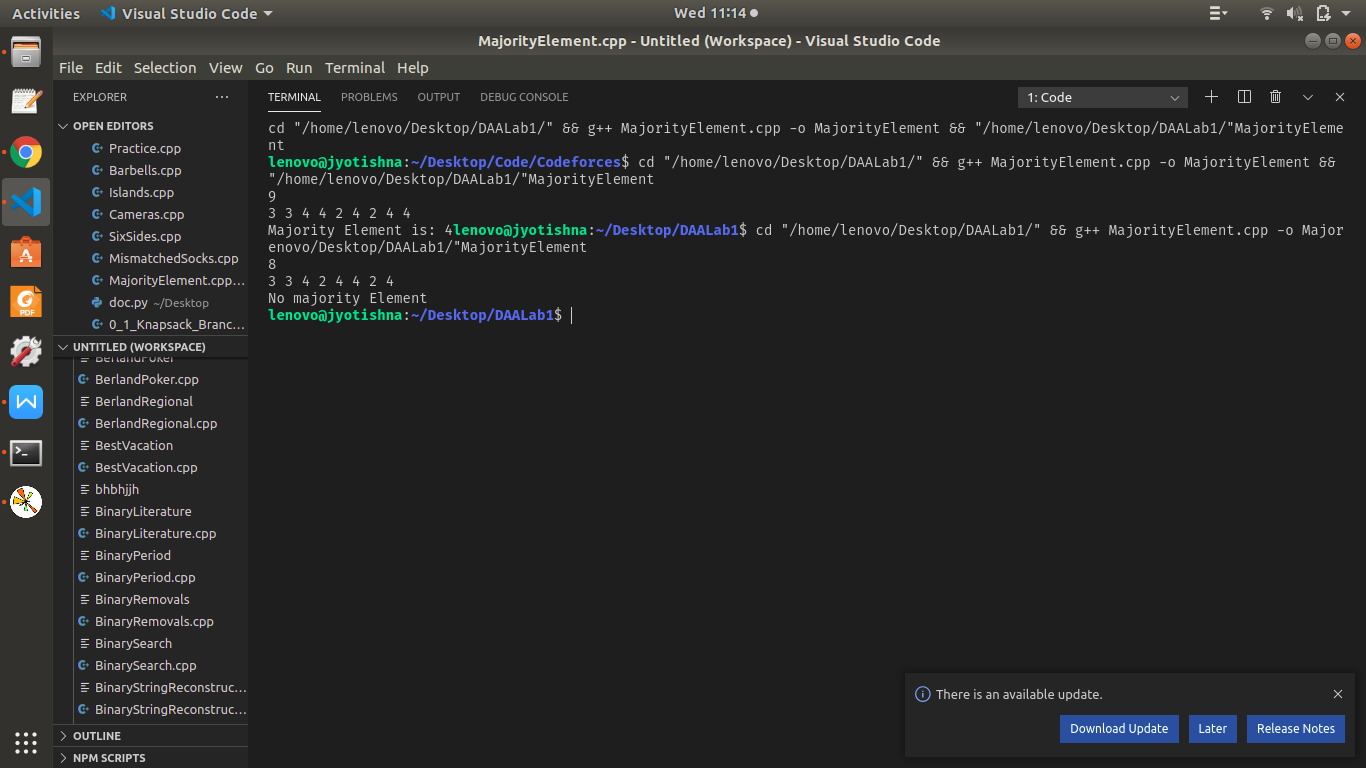 Activities Visual Studio Code Wed 11:14
MajorityElement.cpp - Untitled (Workspace) - Visual Studio Code
File Edit Selection View Go Run Terminal Help
EXPLORER ...
OPEN EDITORS
Practice.cpp
Barbells.cpp
Islands.cpp
Cameras.cpp
SixSides.cpp
MismatchedSocks.cpp
MajorityElement.cpp...
doc.py ~/Desktop
0_1_Knapsack_Branc...
UNTITLED (WORKSPACE)
BerlandPoker
BerlandPoker.cpp
BerlandRegional
BerlandRegional.cpp
BestVacation
BestVacation.cpp
bhbhjjh
BinaryLiterature
BinaryLiterature.cpp
BinaryPeriod
BinaryPeriod.cpp
BinaryRemovals
BinaryRemovals.cpp
BinarySearch
BinarySearch.cpp
BinaryStringReconstruc...
BinaryStringReconstruc...
OUTLINE
NPM SCRIPTS
TERMINAL PROBLEMS OUTPUT DEBUG CONSOLE 1: Code
cd "/home/lenovo/Desktop/DAALab1/" && g++ MajorityElement.cpp -o MajorityElement && "/home/lenovo/Desktop/DAALab1/"MajorityEleme
nt
lenovo@jyotishna:~/Desktop/Code/Codeforces$ cd "/home/lenovo/Desktop/DAALab1/" && g++ MajorityElement.cpp -o MajorityElement &&
"/home/lenovo/Desktop/DAALab1/"MajorityElement
9
3 3 4 4 2 4 2 4 4
Majority Element is: 4lenovo@jyotishna:~/Desktop/DAALab1$ cd "/home/lenovo/Desktop/DAALab1/" && g++ MajorityElement.cpp -o Major
enovo/Desktop/DAALab1/"MajorityElement
8
3 3 4 2 4 4 2 4
No majority Element
lenovo@jyotishna:~/Desktop/DAALab1$
There is an available update.
Download Update Later Release Notes
PDF